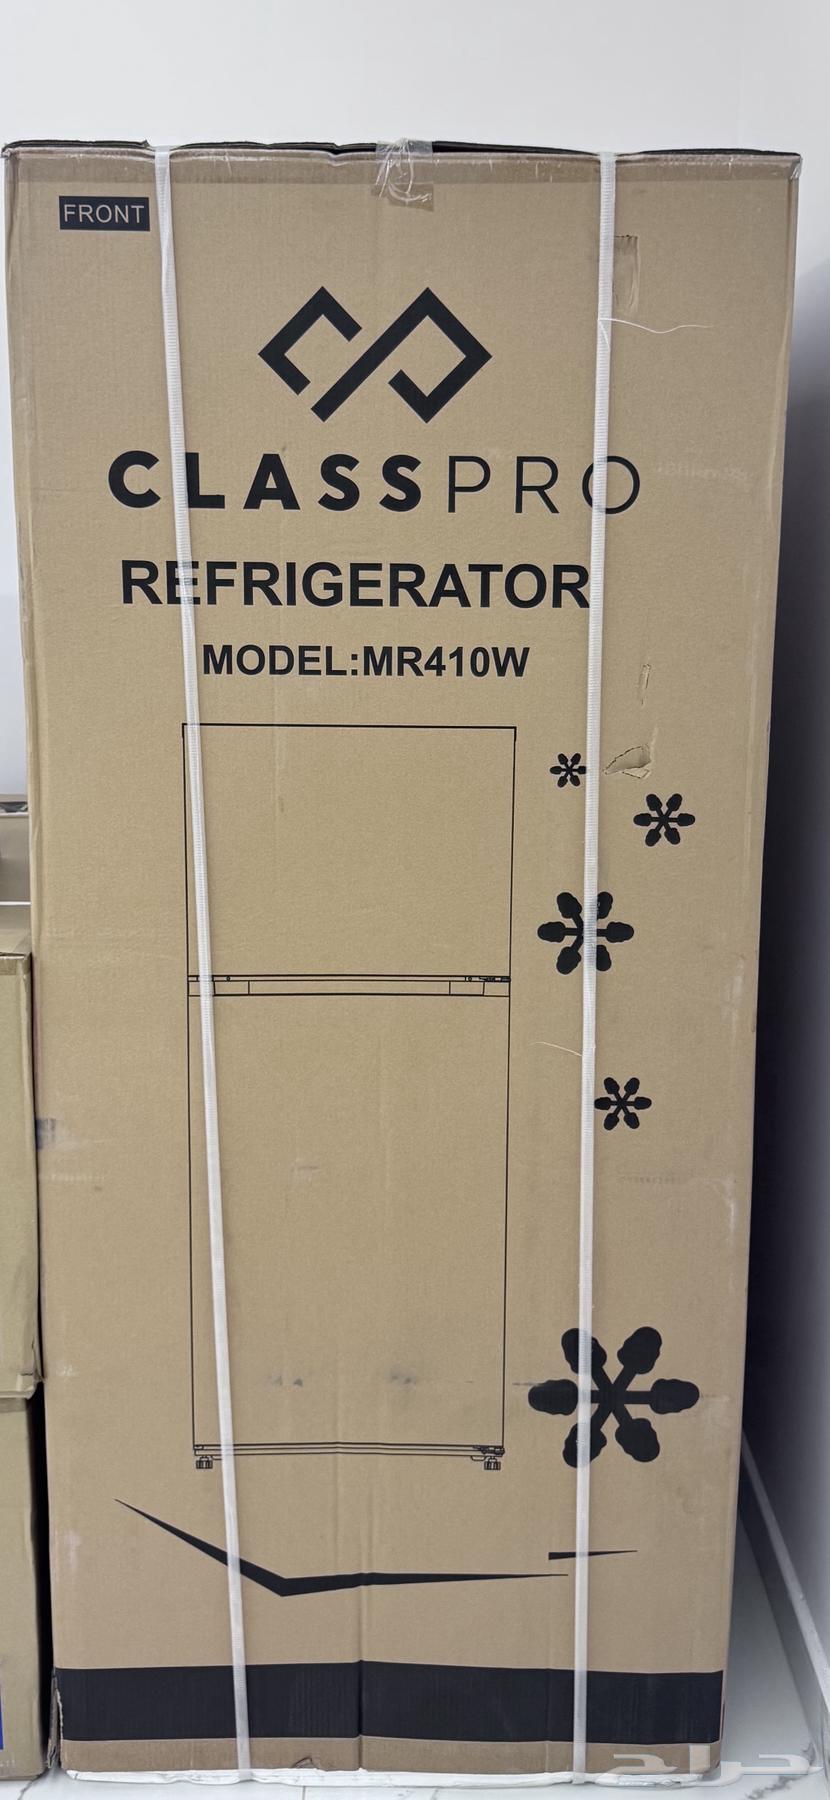 FRONT
CLASSPRO
REFRIGERATOR
MODEL:MR410W
حراج